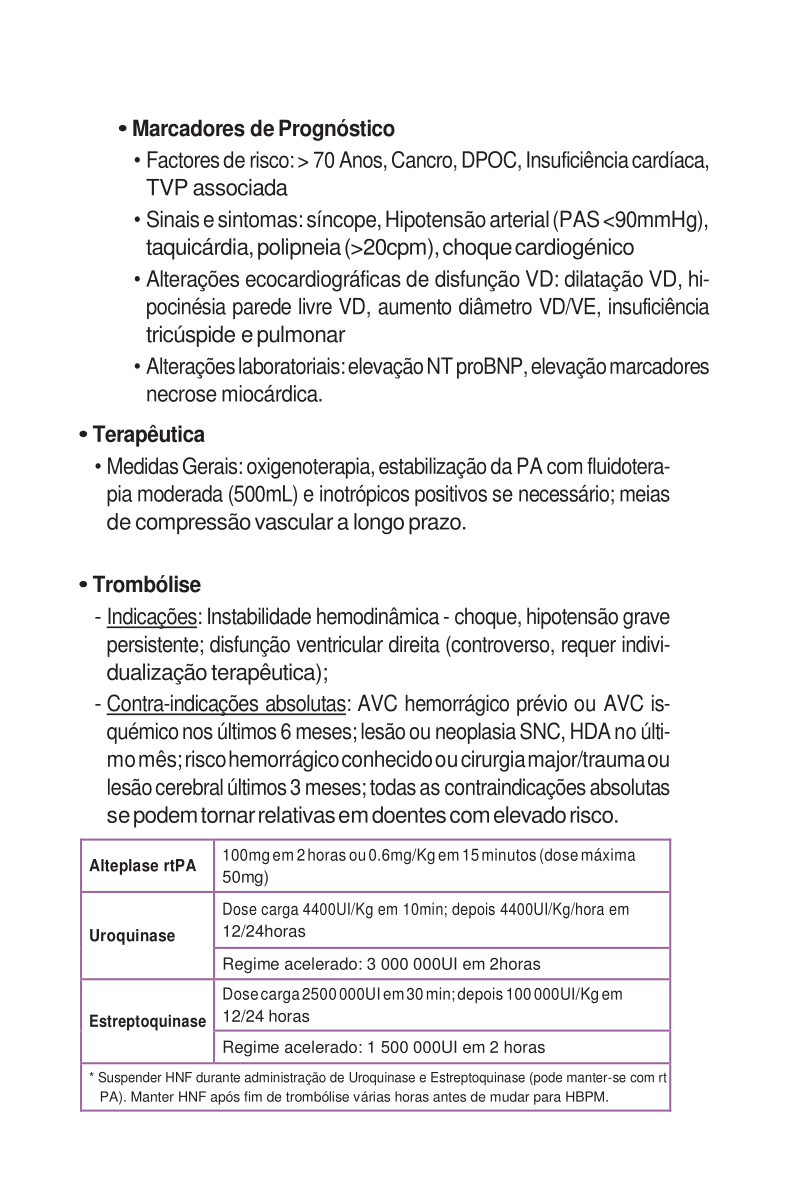 • Marcadores de Prognóstico
• Factores de risco: > 70 Anos, Cancro, DPOC, Insuficiência cardíaca,
TVP associada
• Sinais e sintomas: síncope, Hipotensão arterial (PAS <90mmHg),
taquicárdia, polipneia (>20cpm), choque cardiogénico
• Alterações ecocardiográficas de disfunção VD: dilatação VD, hi-
pocinésia parede livre VD, aumento diâmetro VD/VE, insuficiência
tricúspide e pulmonar
• Alterações laboratoriais: elevação NT proBNP, elevação marcadores
necrose miocárdica.
• Terapêutica
• Medidas Gerais: oxigenoterapia, estabilização da PA com fluidotera-
pia moderada (500mL) e inotrópicos positivos se necessário; meias
de compressão vascular a longo prazo.
• Trombólise
- Indicações: Instabilidade hemodinâmica - choque, hipotensão grave
persistente; disfunção ventricular direita (controverso, requer indivi-
dualização terapêutica);
- Contra-indicações absolutas: AVC hemorrágico prévio ou AVC is-
quémico nos últimos 6 meses; lesão ou neoplasia SNC, HDA no últi-
mo mês; risco hemorrágico conhecido ou cirurgia major/trauma ou
lesão cerebral últimos 3 meses; todas as contraindicações absolutas
se podem tornar relativas em doentes com elevado risco.
Alteplase rtPA
100mg em 2 horas ou 0.6mg/Kg em 15 minutos (dose máxima
50mg)
Uroquinase
Dose carga 4400UI/Kg em 10min; depois 4400UI/Kg/hora em
12/24horas
Regime acelerado: 3 000 000UI em 2horas
Estreptoquinase
Dose carga 2500 000UI em 30 min; depois 100 000UI/Kg em
12/24 horas
Regime acelerado: 1 500 000UI em 2 horas
* Suspender HNF durante administração de Uroquinase e Estreptoquinase (pode manter-se com rt
PA). Manter HNF após fim de trombólise várias horas antes de mudar para HBPM.